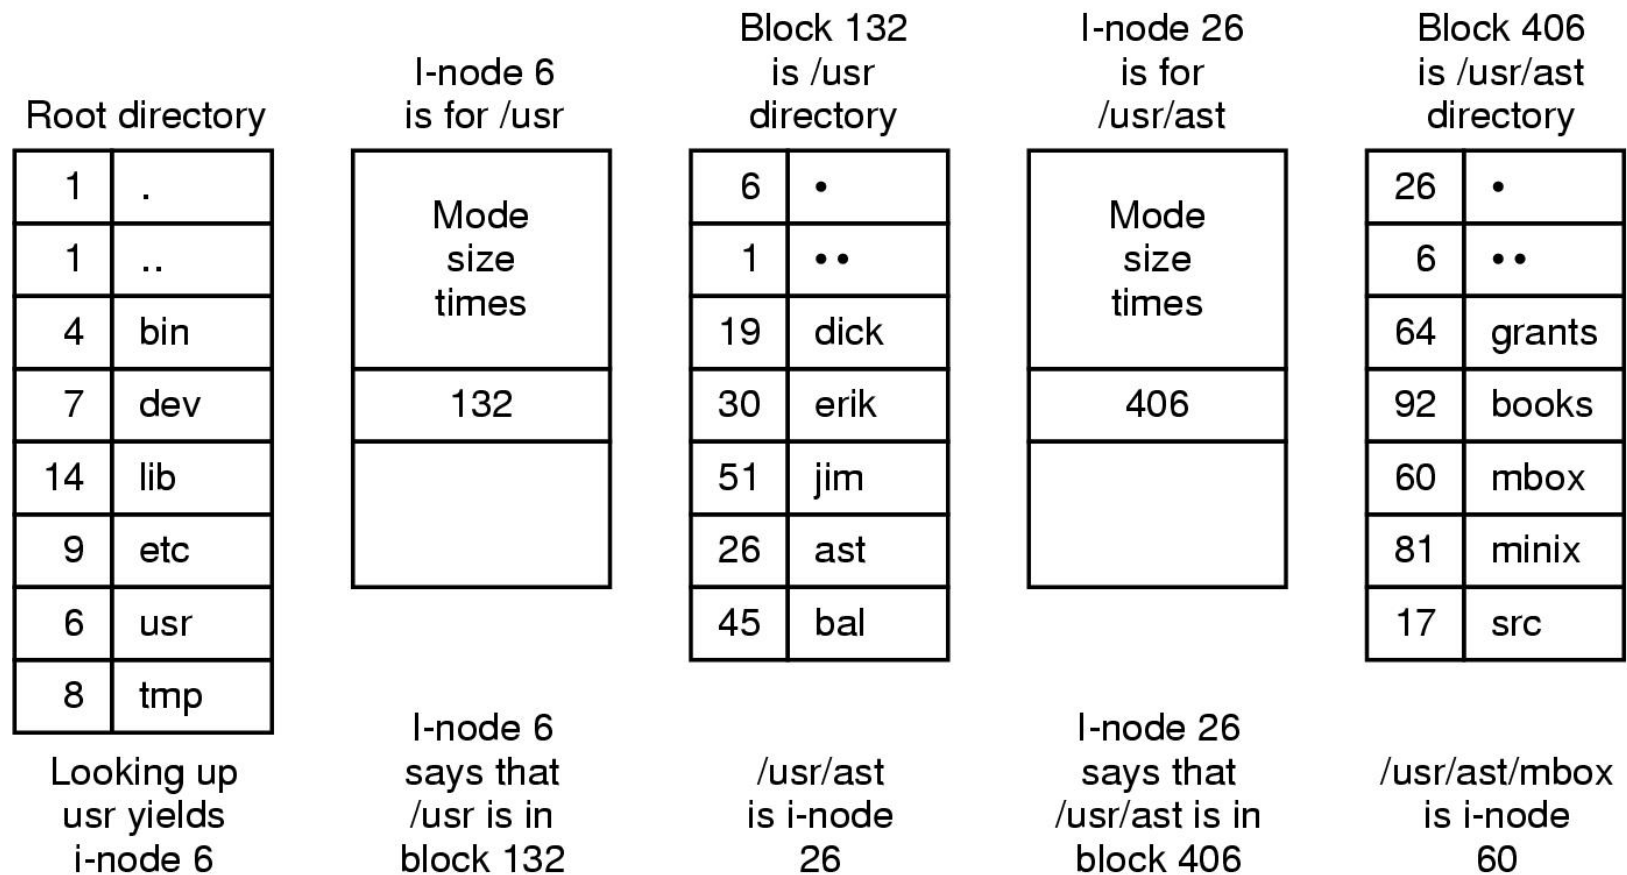 Root directory
1 .
1 ..
4 bin
7 dev
14 lib
9 etc
6 usr
8 tmp
Looking up
usr yields
i-node 6
I-node 6
is for /usr
Mode
size
times
132
I-node 6
says that
/usr is in
block 132
Block 132
is /usr
directory
6 •
1 ••
19 dick
30 erik
51 jim
26 ast
45 bal
/usr/ast
is i-node
26
I-node 26
is for
/usr/ast
Mode
size
times
406
I-node 26
says that
/usr/ast is in
block 406
Block 406
is /usr/ast
directory
26 •
6 ••
64 grants
92 books
60 mbox
81 minix
17 src
/usr/ast/mbox
is i-node
60